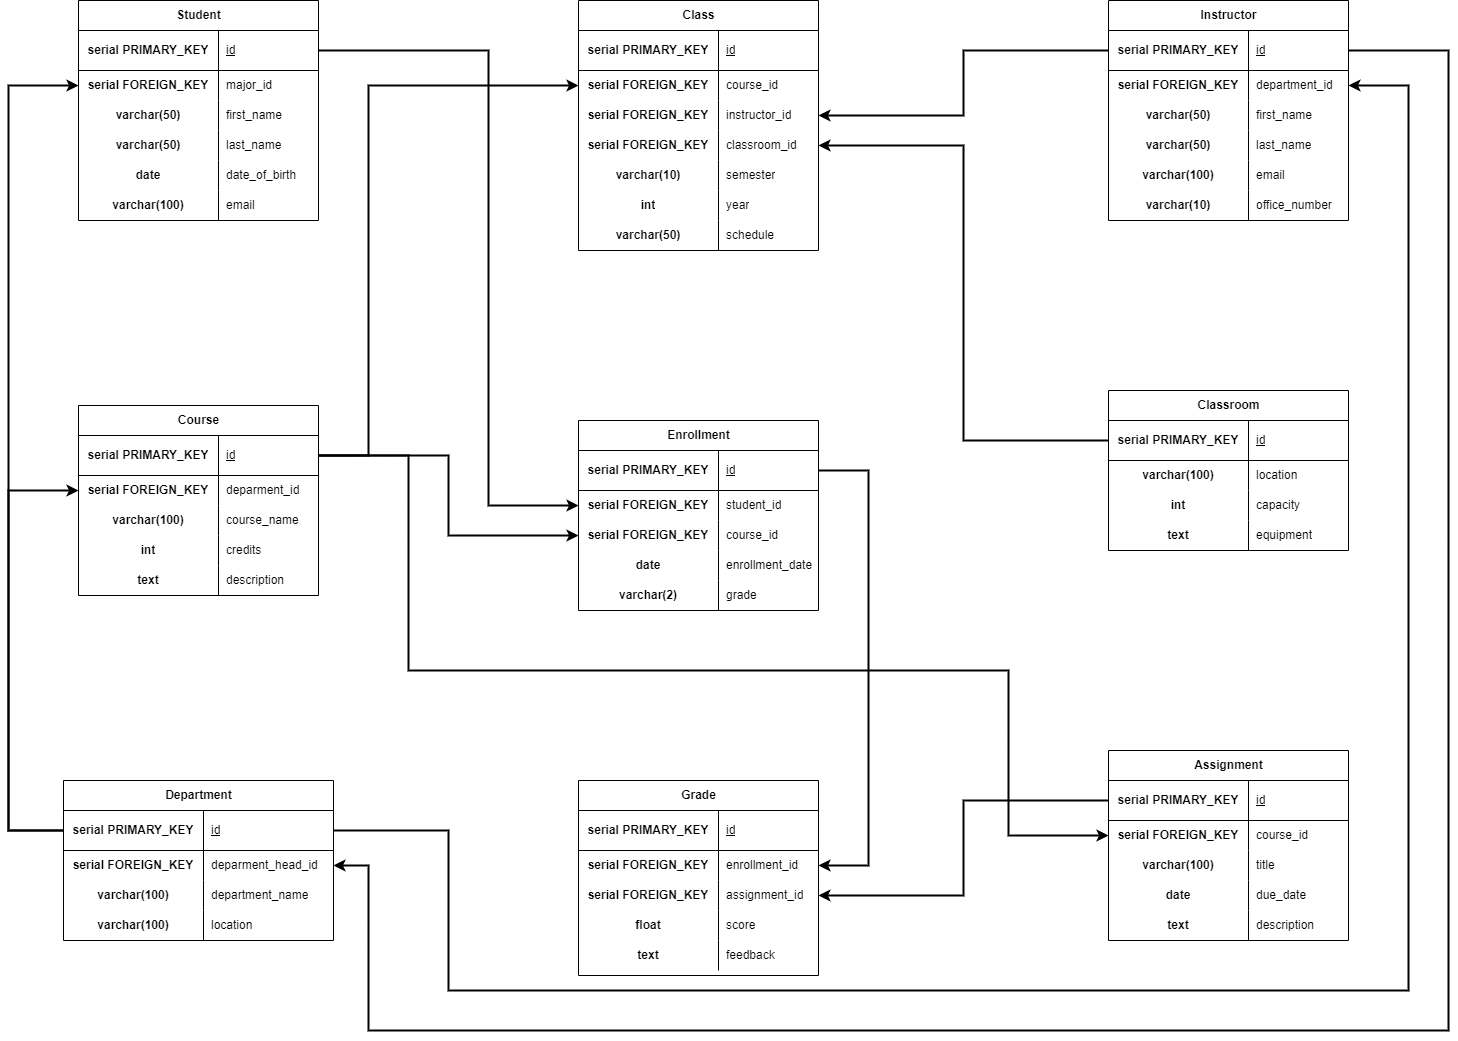 Student
serial PRIMARY_KEY id
serial FOREIGN_KEY major_id
varchar(50) first_name
varchar(50) last_name
date date_of_birth
varchar(100) email
Class
serial PRIMARY_KEY id
serial FOREIGN_KEY course_id
serial FOREIGN_KEY instructor_id
serial FOREIGN_KEY classroom_id
varchar(10) semester
int year
varchar(50) schedule
Instructor
serial PRIMARY_KEY id
serial FOREIGN_KEY department_id
varchar(50) first_name
varchar(50) last_name
varchar(100) email
varchar(10) office_number
Course
serial PRIMARY_KEY id
serial FOREIGN_KEY deparment_id
varchar(100) course_name
int credits
text description
Enrollment
serial PRIMARY_KEY id
serial FOREIGN_KEY student_id
serial FOREIGN_KEY course_id
date enrollment_date
varchar(2) grade
Classroom
serial PRIMARY_KEY id
varchar(100) location
int capacity
text equipment
Department
serial PRIMARY_KEY id
serial FOREIGN_KEY deparment_head_id
varchar(100) department_name
varchar(100) location
Grade
serial PRIMARY_KEY id
serial FOREIGN_KEY enrollment_id
serial FOREIGN_KEY assignment_id
float score
text feedback
Assignment
serial PRIMARY_KEY id
serial FOREIGN_KEY course_id
varchar(100) title
date due_date
text description